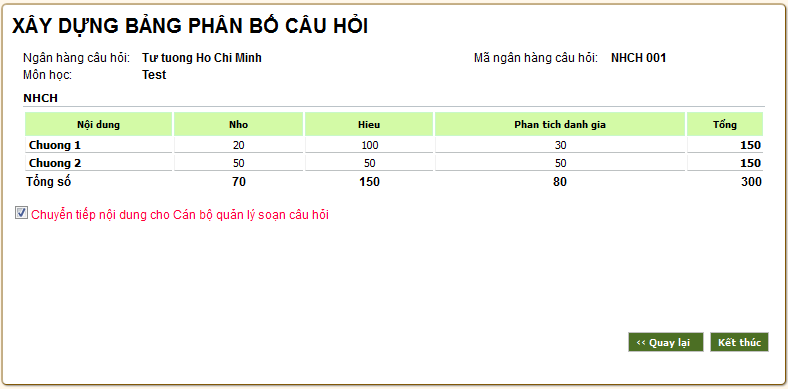 XÂY DỰNG BẢNG PHÂN BỐ CÂU HỎI
Ngân hàng câu hỏi: Tư tuong Ho Chi Minh Mã ngân hàng câu hỏi: NHCH 001
Môn học: Test
NHCH
Nội dung Nho Hieu Phan tich danh gia Tổng
Chuong 1 20 100 30 150
Chuong 2 50 50 50 150
Tổng số 70 150 80 300
Chuyển tiếp nội dung cho Cán bộ quản lý soạn câu hỏi
‹‹ Quay lại Kết thúc